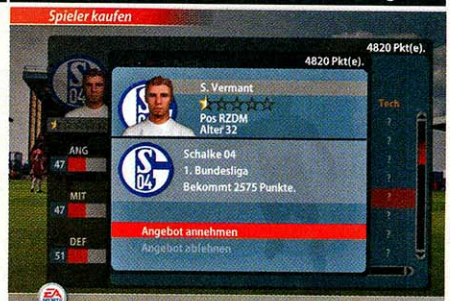 Spieler kaufen
4820 Pkt(e).
4820 Pkt(e).
S. Vermant
Pos RZDM
Alter 32
Tech
?
ANG
47
MIT
47
DEF
51
S
04
Schalke 04
1. Bundesliga
Bekommt 2575 Punkte.
?
?
?
?
?
Angebot annehmen
Angebot ablehnen
EA